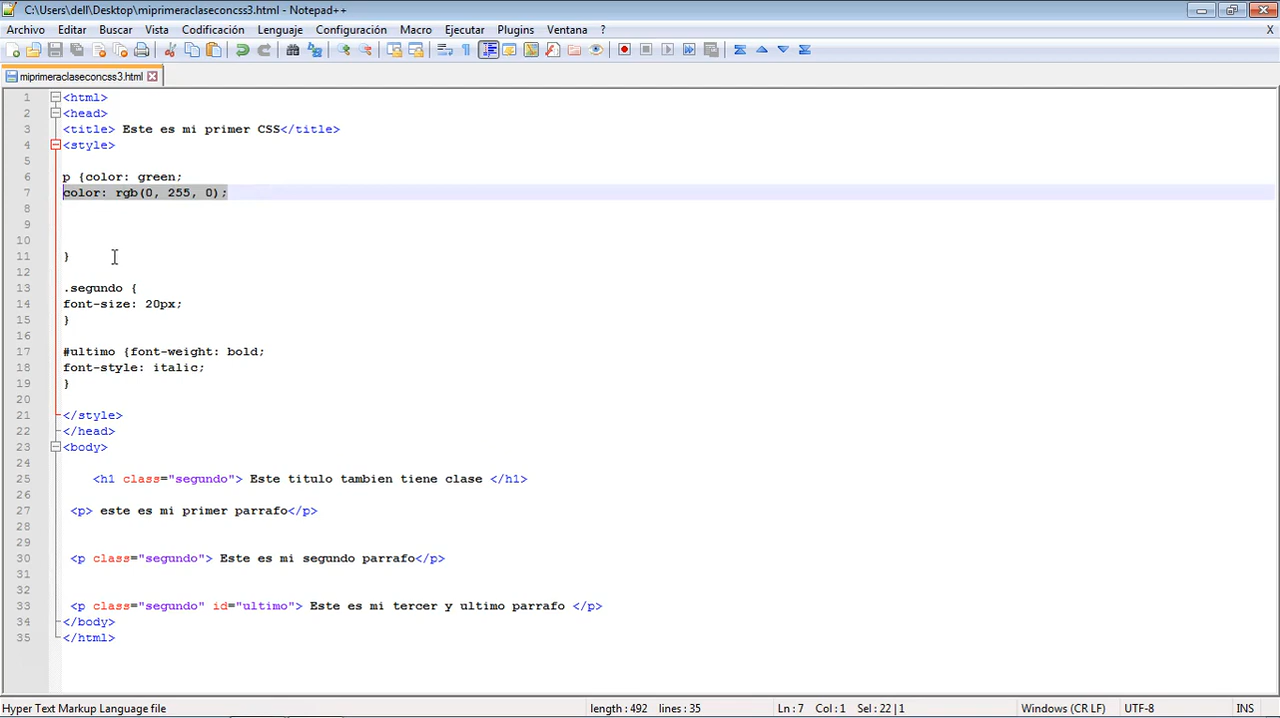 C:\Users\dell\Desktop\miprimeraclaseconcss3.html - Notepad++
Archivo Editar Buscar Vista Codificación Lenguaje Configuración Macro Ejecutar Plugins Ventana ? X
miprimeraclaseconcss3.html
1 <html>
2 <head>
3 <title> Este es mi primer CSS</title>
4 <style>
5
6 p {color: green;
7 color: rgb(0, 255, 0);
8
9
10
11 }
12
13 .segundo {
14 font-size: 20px;
15 }
16
17 #ultimo {font-weight: bold;
18 font-style: italic;
19 }
20
21 </style>
22 </head>
23 <body>
24
25 <h1 class="segundo"> Este titulo tambien tiene clase </h1>
26
27 <p> este es mi primer parrafo</p>
28
29
30 <p class="segundo"> Este es mi segundo parrafo</p>
31
32
33 <p class="segundo" id="ultimo"> Este es mi tercer y ultimo parrafo </p>
34 </body>
35 </html>
Hyper Text Markup Language file length : 492 lines : 35 Ln : 7 Col : 1 Sel : 22 | 1 Windows (CR LF) UTF-8 INS